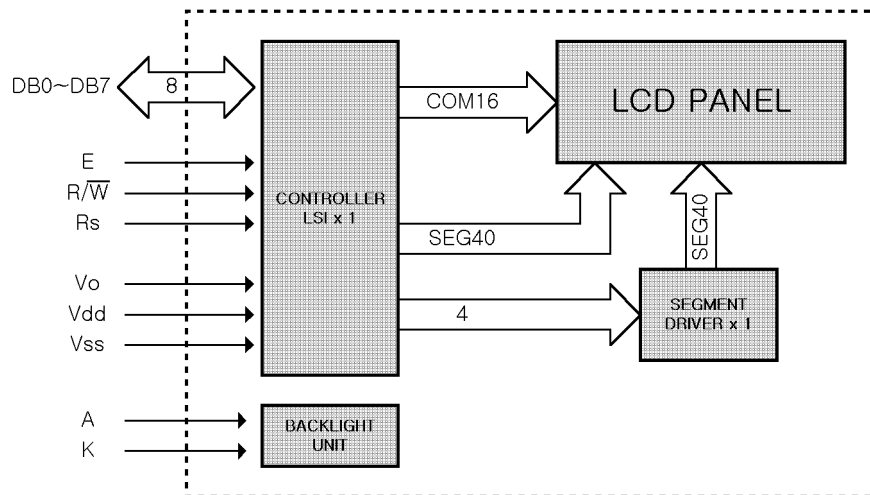 DB0~DB7
8
E
R/W̅
Rs
Vo
Vdd
Vss
A
K
CONTROLLER
LSI x 1
BACKLIGHT
UNIT
COM16
SEG40
4
LCD PANEL
SEG40
SEGMENT
DRIVER x 1